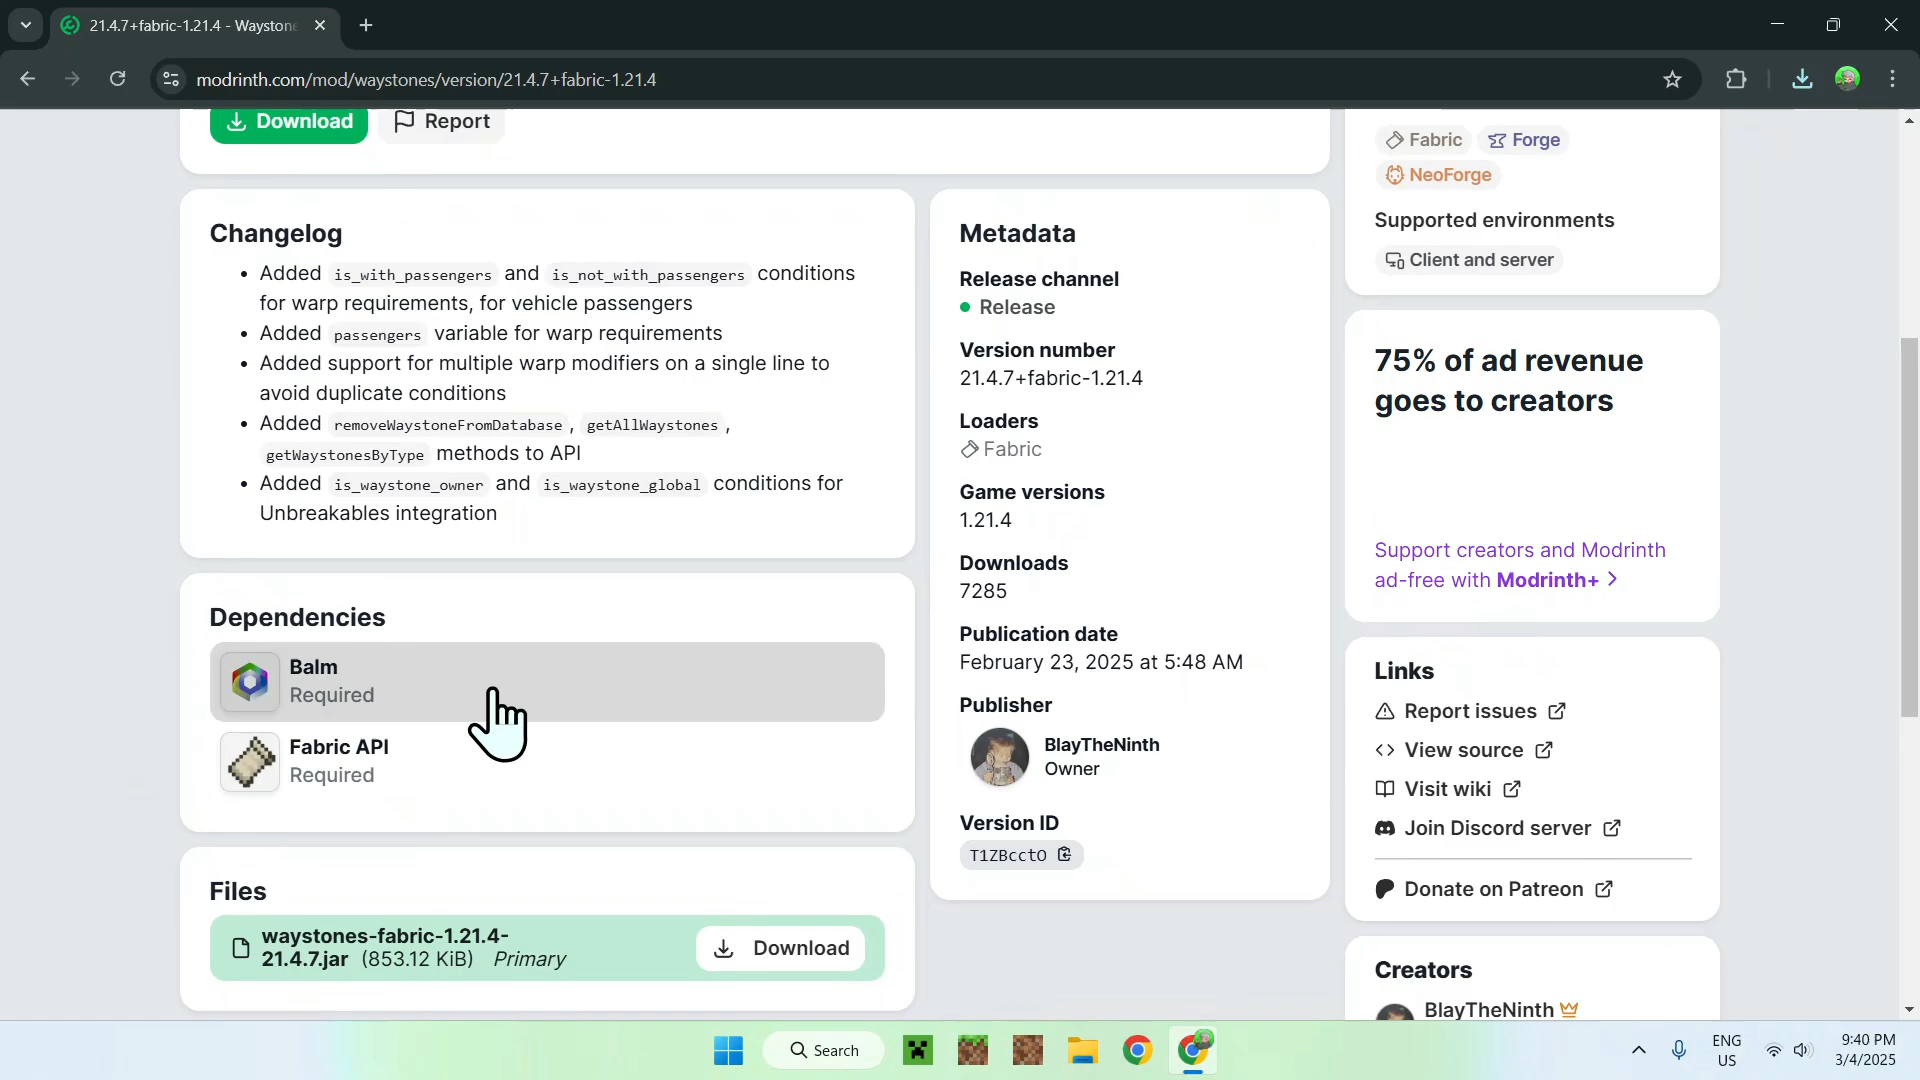 21.4.7+fabric-1.21.4 - Waystone
modrinth.com/mod/waystones/version/21.4.7+fabric-1.21.4
Download
Report
Changelog
Added is_with_passengers and is_not_with_passengers conditions
for warp requirements, for vehicle passengers
Added passengers variable for warp requirements
Added support for multiple warp modifiers on a single line to
avoid duplicate conditions
Added removeWaystoneFromDatabase , getAllWaystones ,
getWaystonesByType methods to API
Added is_waystone_owner and is_waystone_global conditions for
Unbreakables integration
Dependencies
Balm
Required
Fabric API
Required
Files
waystones-fabric-1.21.4-
21.4.7.jar (853.12 KiB) Primary
Download
Metadata
Release channel
Release
Version number
21.4.7+fabric-1.21.4
Loaders
Fabric
Game versions
1.21.4
Downloads
7285
Publication date
February 23, 2025 at 5:48 AM
Publisher
BlayTheNinth
Owner
Version ID
T1ZBcctO
Fabric
Forge
NeoForge
Supported environments
Client and server
75% of ad revenue
goes to creators
Support creators and Modrinth
ad-free with Modrinth+
Links
Report issues
View source
Visit wiki
Join Discord server
Donate on Patreon
Creators
BlayTheNinth
Search
ENG
US
9:40 PM
3/4/2025